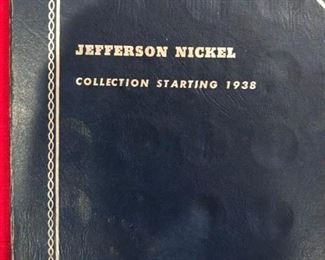 JEFFERSON NICKEL
COLLECTION STARTING 1938